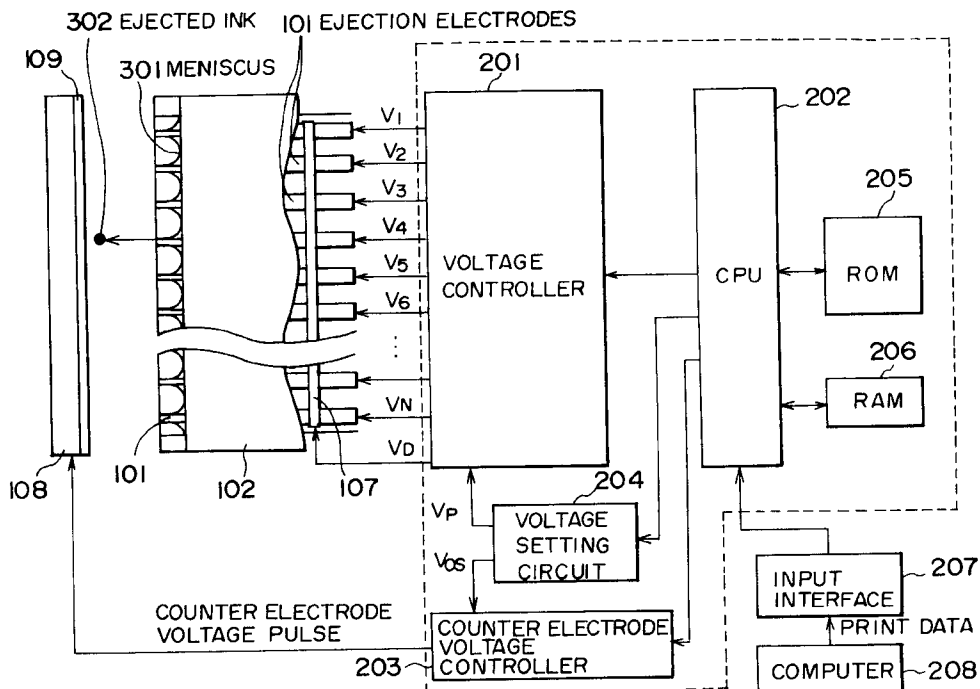 302 EJECTED INK
101 EJECTION ELECTRODES
109
301 MENISCUS
201
202
V1
V2
V3
V4
V5
V6
VN
VD
VOLTAGE
CONTROLLER
CPU
205
ROM
206
RAM
108
101
102
107
204
VP
VOS
VOLTAGE
SETTING
CIRCUIT
207
INPUT
INTERFACE
PRINT DATA
COUNTER ELECTRODE
VOLTAGE PULSE
COUNTER ELECTRODE
VOLTAGE
CONTROLLER
203
COMPUTER
208